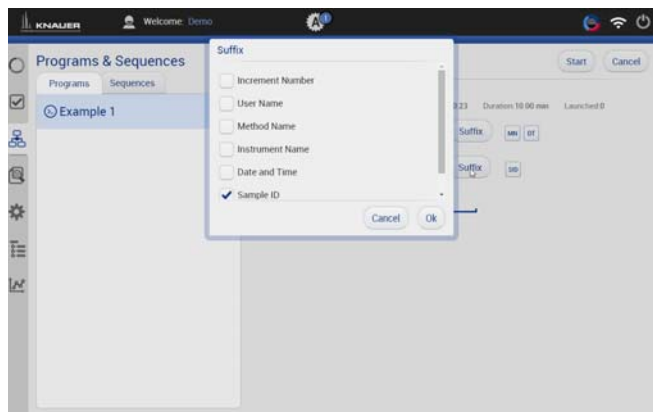 KNAUER Welcome: Demo
Programs & Sequences
Programs Sequences
Example 1
Suffix
Increment Number
User Name
Method Name
Instrument Name
Date and Time
Sample ID
Cancel Ok
Start Cancel
Duration: 10:00 min Launched: 0
Suffix MN DT
Suffix SID